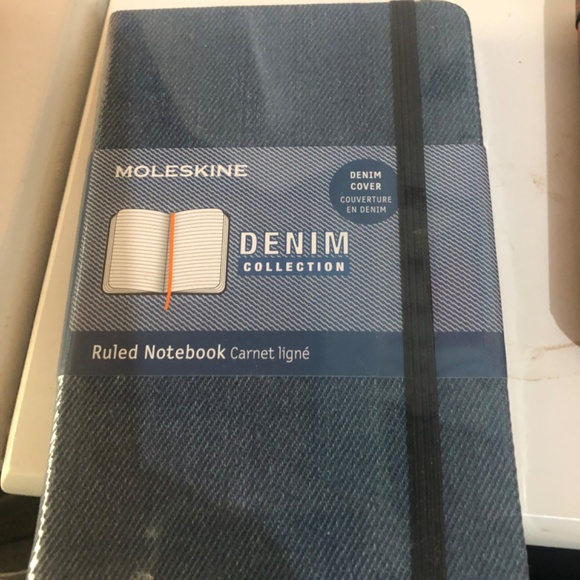 MOLESKINE
DENIM
COVER
COUVERTURE
EN DENIM
DENIM
COLLECTION
Ruled Notebook Carnet ligné